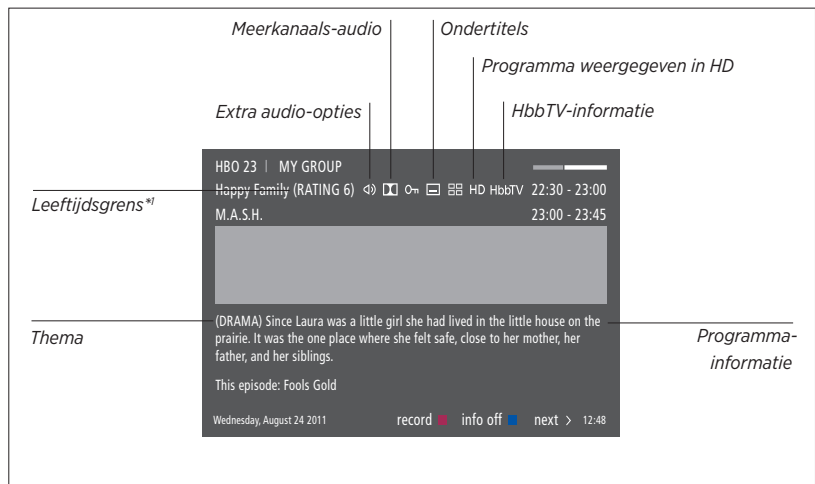 Meerkanaals-audio
Ondertitels
Programma weergegeven in HD
Extra audio-opties
HbbTV-informatie
HBO 23 | MY GROUP
Happy Family (RATING 6) HD HbbTV 22:30 - 23:00
Leeftijdsgrens*1
M.A.S.H. 23:00 - 23:45
(DRAMA) Since Laura was a little girl she had lived in the little house on the
prairie. It was the one place where she felt safe, close to her mother, her
father, and her siblings.
Thema
Programma-
informatie
This episode: Fools Gold
Wednesday, August 24 2011 record info off next > 12:48